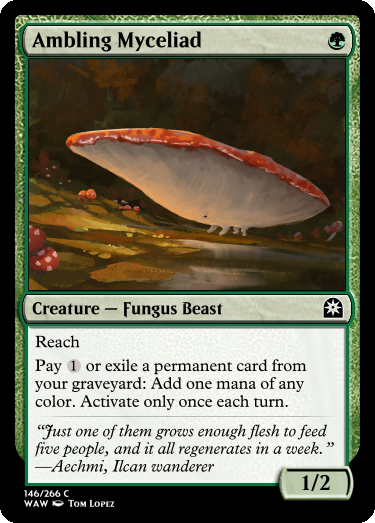 Ambling Myceliad
Creature — Fungus Beast
Reach
Pay 1 or exile a permanent card from
your graveyard: Add one mana of any
color. Activate only once each turn.
“Just one of them grows enough flesh to feed
five people, and it all regenerates in a week.”
—Aechmi, Ilcan wanderer
1/2
146/266 C
WAW Tom Lopez